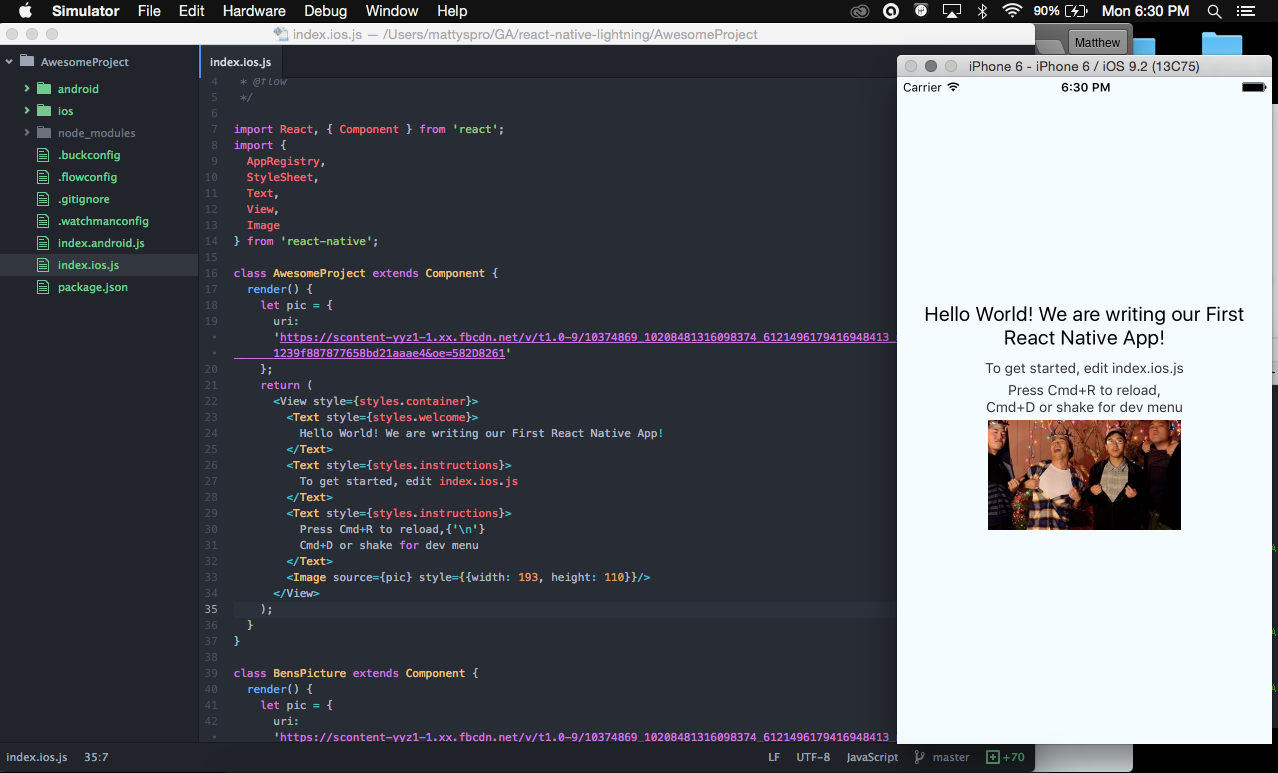 Simulator File Edit Hardware Debug Window Help 90% Mon 6:30 PM
index.ios.js — /Users/mattyspro/GA/react-native-lightning/AwesomeProject
Matthew
AwesomeProject
android
ios
node_modules
.buckconfig
.flowconfig
.gitignore
.watchmanconfig
index.android.js
index.ios.js
package.json
index.ios.js
4 * @flow
5 */
6
7 import React, { Component } from 'react';
8 import {
9 AppRegistry,
10 StyleSheet,
11 Text,
12 View,
13 Image
14 } from 'react-native';
15
16 class AwesomeProject extends Component {
17 render() {
18 let pic = {
19 uri:
• 'https://scontent-yyz1-1.xx.fbcdn.net/v/t1.0-9/10374869_10208481316098374_6121496179416948413_
• 1239f887877658bd21aaae4&oe=582D8261'
20 };
21 return (
22 <View style={styles.container}>
23 <Text style={styles.welcome}>
24 Hello World! We are writing our First React Native App!
25 </Text>
26 <Text style={styles.instructions}>
27 To get started, edit index.ios.js
28 </Text>
29 <Text style={styles.instructions}>
30 Press Cmd+R to reload,{'\n'}
31 Cmd+D or shake for dev menu
32 </Text>
33 <Image source={pic} style={{width: 193, height: 110}}/>
34 </View>
35 );
36 }
37 }
38
39 class BensPicture extends Component {
40 render() {
41 let pic = {
42 uri:
• 'https://scontent-yyz1-1.xx.fbcdn.net/v/t1.0-9/10374869_10208481316098374_6121496179416948413_
index.ios.js 35:7 LF UTF-8 JavaScript master +70
iPhone 6 - iPhone 6 / iOS 9.2 (13C75)
Carrier 6:30 PM
Hello World! We are writing our First
React Native App!
To get started, edit index.ios.js
Press Cmd+R to reload,
Cmd+D or shake for dev menu